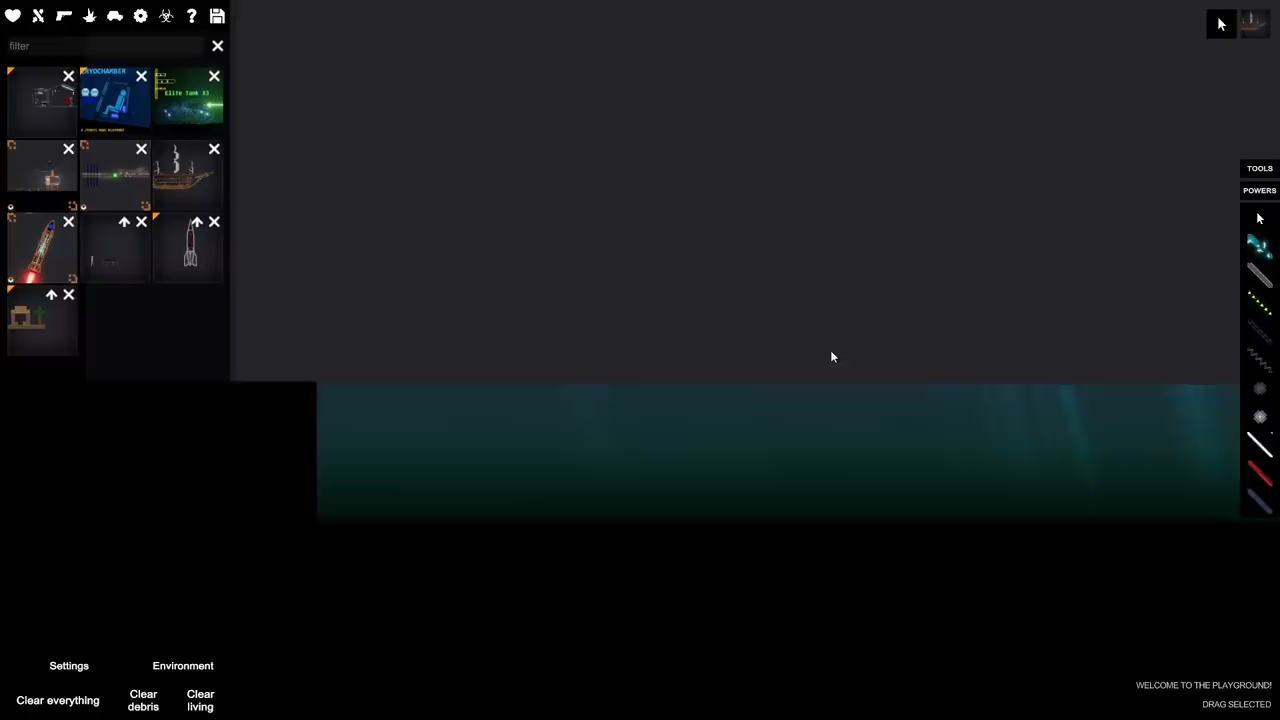 ?
filter
CRYOCHAMBER
Elite Tank X3
TOOLS
POWERS
Settings
Environment
Clear everything
Clear
debris
Clear
living
WELCOME TO THE PLAYGROUND!
DRAG SELECTED